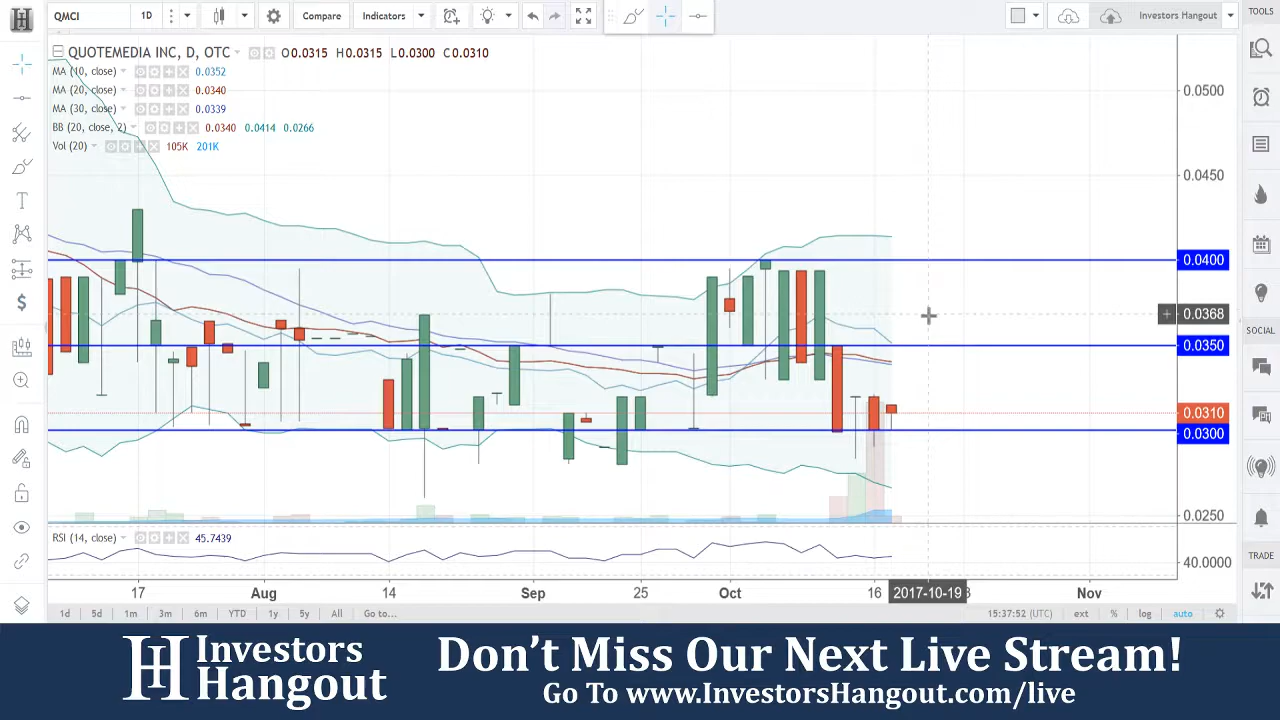 QMCI 1D Compare Indicators Investors Hangout
TOOLS
QUOTEMEDIA INC, D, OTC O0.0315 H0.0315 L0.0300 C0.0310
MA (10, close) 0.0352
MA (20, close) 0.0340
MA (30, close) 0.0339
BB (20, close, 2) 0.0340 0.0414 0.0266
Vol (20) 105K 201K
0.0500
0.0450
0.0400
0.0368
0.0350
0.0310
0.0300
0.0250
SOCIAL
RSI (14, close) 45.7439
40.0000
TRADE
17 Aug 14 Sep 25 Oct 16 2017-10-19 Nov
1d 5d 1m 3m 6m YTD 1y 5y All Go to... 15:37:52 (UTC) ext % log auto
Investors
Hangout
Don't Miss Our Next Live Stream!
Go To www.InvestorsHangout.com/live